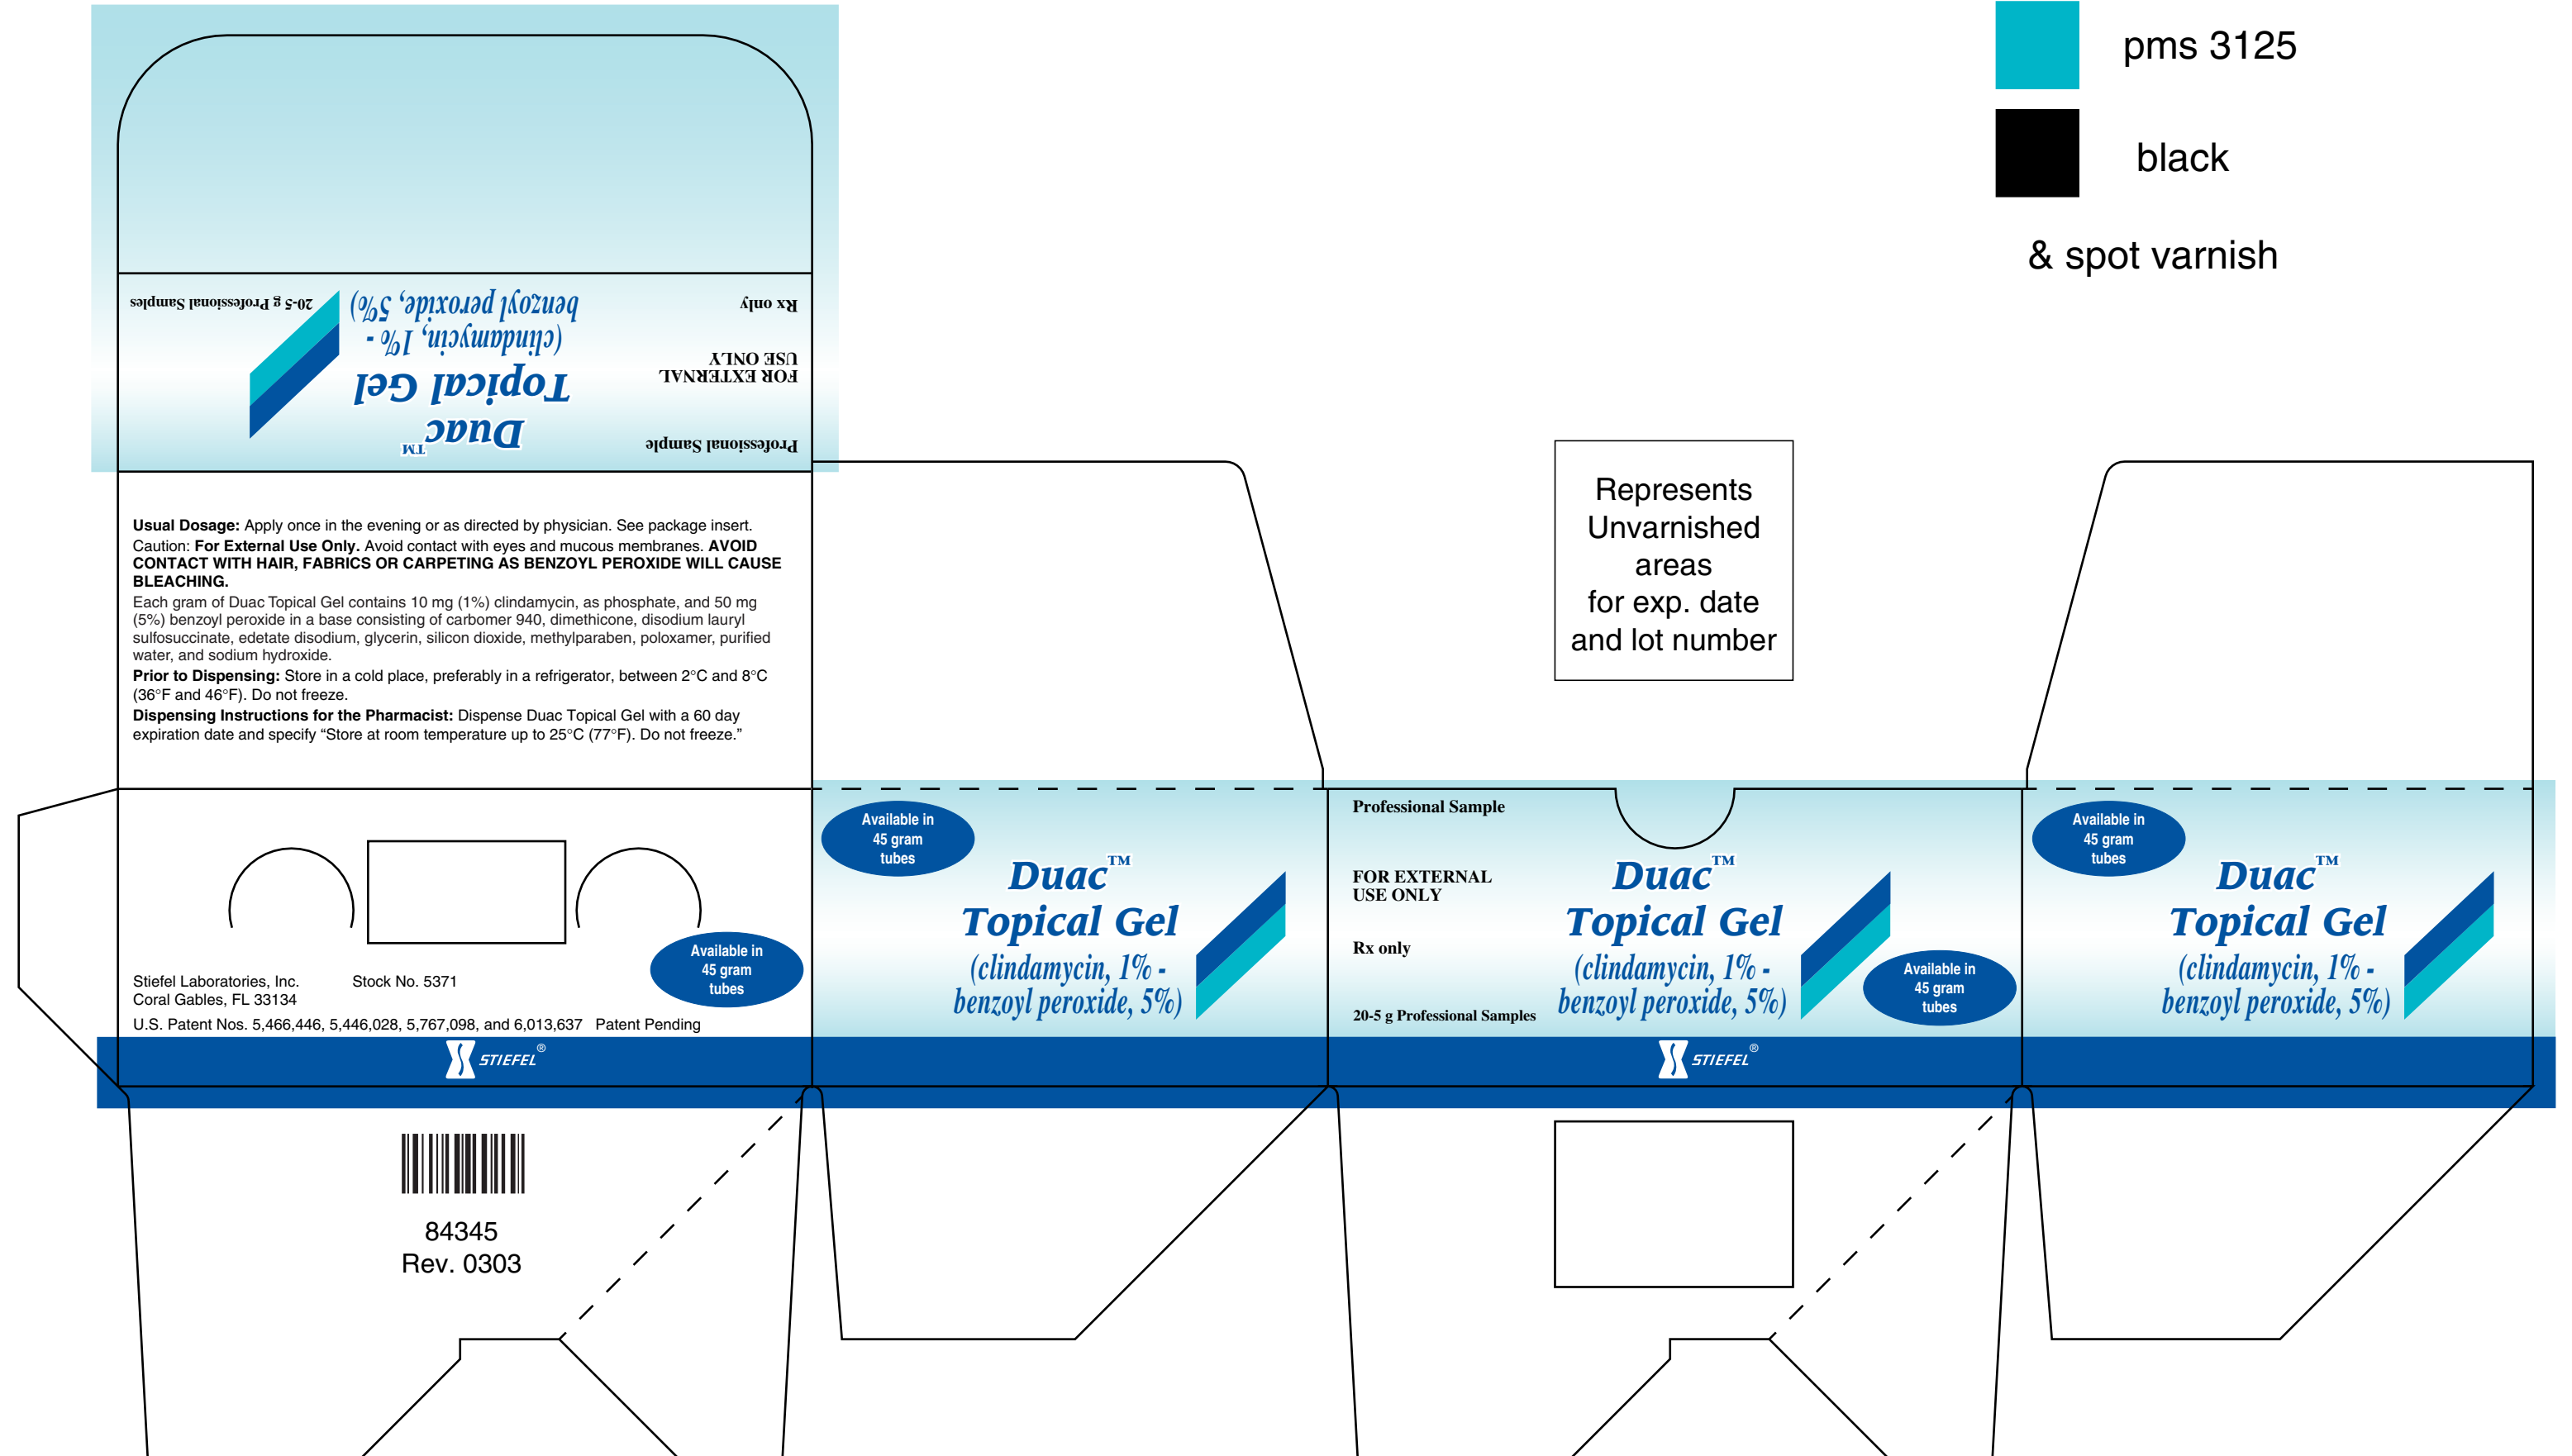 pms 3125
black
& spot varnish
Duac™
Topical Gel
(clindamycin, 1% -
benzoyl peroxide, 5%)
Professional Sample
FOR EXTERNAL
USE ONLY
Rx only
20-5 g Professional Samples
Usual Dosage: Apply once in the evening or as directed by physician. See package insert.
Caution: For External Use Only. Avoid contact with eyes and mucous membranes. AVOID
CONTACT WITH HAIR, FABRICS OR CARPETING AS BENZOYL PEROXIDE WILL CAUSE
BLEACHING.
Each gram of Duac Topical Gel contains 10 mg (1%) clindamycin, as phosphate, and 50 mg
(5%) benzoyl peroxide in a base consisting of carbomer 940, dimethicone, disodium lauryl
sulfosuccinate, edetate disodium, glycerin, silicon dioxide, methylparaben, poloxamer, purified
water, and sodium hydroxide.
Prior to Dispensing: Store in a cold place, preferably in a refrigerator, between 2°C and 8°C
(36°F and 46°F). Do not freeze.
Dispensing Instructions for the Pharmacist: Dispense Duac Topical Gel with a 60 day
expiration date and specify “Store at room temperature up to 25°C (77°F). Do not freeze.”
Represents
Unvarnished
areas
for exp. date
and lot number
Available in
45 gram
tubes
Stiefel Laboratories, Inc. Stock No. 5371
Coral Gables, FL 33134
U.S. Patent Nos. 5,466,446, 5,446,028, 5,767,098, and 6,013,637 Patent Pending
STIEFEL®
Available in
45 gram
tubes
Duac™
Topical Gel
(clindamycin, 1% -
benzoyl peroxide, 5%)
Professional Sample
FOR EXTERNAL
USE ONLY
Rx only
20-5 g Professional Samples
Duac™
Topical Gel
(clindamycin, 1% -
benzoyl peroxide, 5%)
Available in
45 gram
tubes
STIEFEL®
Available in
45 gram
tubes
Duac™
Topical Gel
(clindamycin, 1% -
benzoyl peroxide, 5%)
84345
Rev. 0303